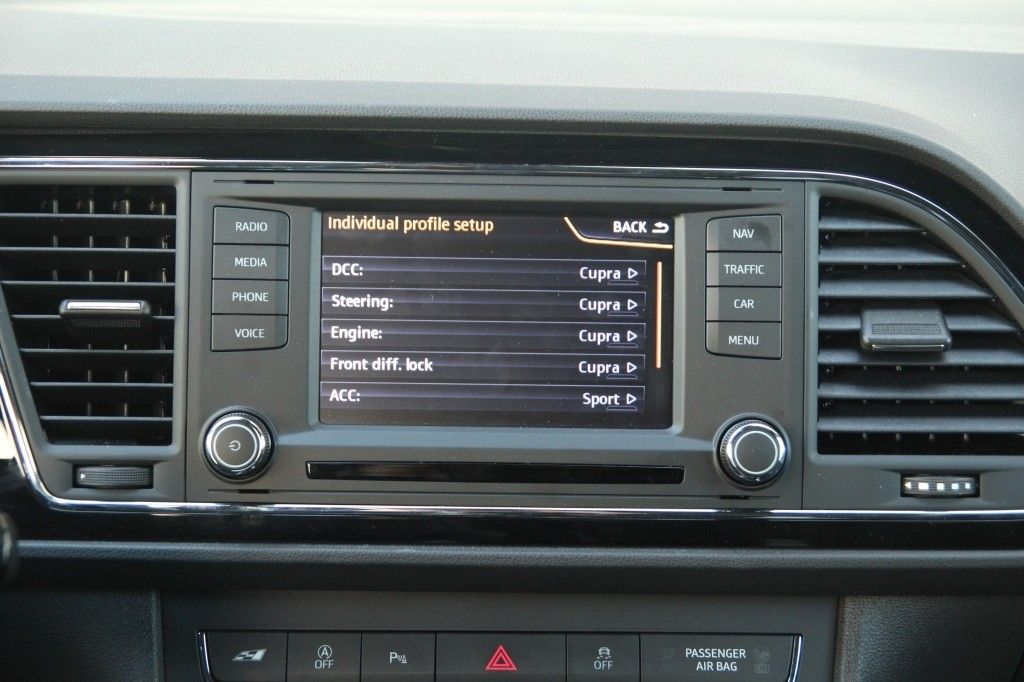 RADIO
MEDIA
PHONE
VOICE
Individual profile setup
BACK
DCC: Cupra
Steering: Cupra
Engine: Cupra
Front diff. lock Cupra
ACC: Sport
NAV
TRAFFIC
CAR
MENU
A
OFF
P
OFF
PASSENGER
AIR BAG